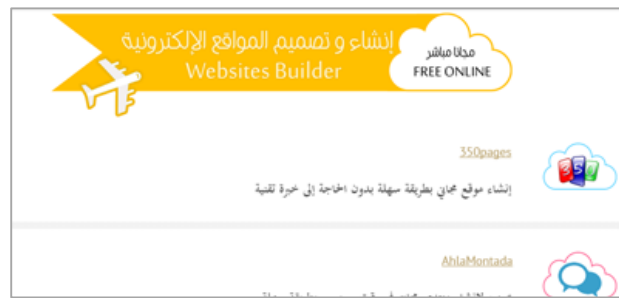 إنشاء و تصميم المواقع الإلكترونية
Websites Builder
مجانا مباشر
FREE ONLINE
350pages
350
إنشاء موقع مجاني بطريقة سهلة بدون الحاجة إلى خبرة تقنية
AhlaMontada